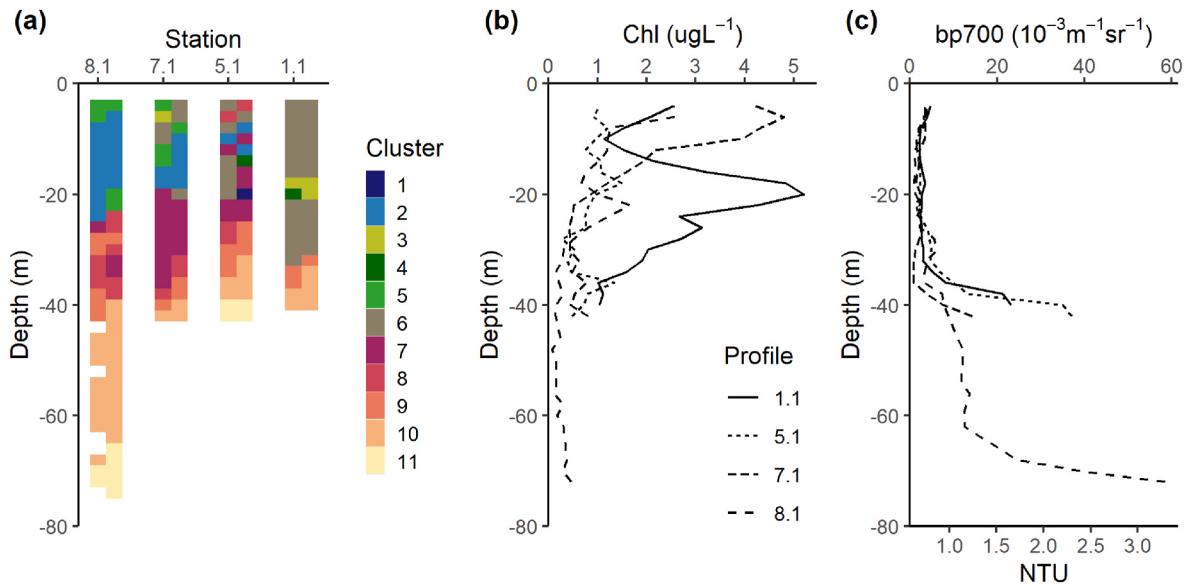 (a)
Station
8.1 7.1 5.1 1.1
0
-20
-40
-60
-80
Depth (m)
Cluster
1
2
3
4
5
6
7
8
9
10
11
(b)
Chl (ugL⁻¹)
0 1 2 3 4 5
0
-20
-40
-60
-80
Depth (m)
Profile
1.1
5.1
7.1
8.1
(c)
bp700 (10⁻³m⁻¹sr⁻¹)
0 20 40 60
0
-20
-40
-60
-80
Depth (m)
1.0 1.5 2.0 2.5 3.0
NTU